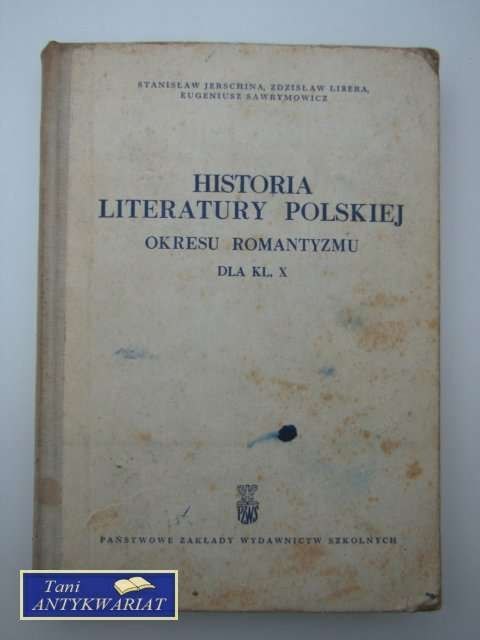 STANISŁAW JERSCHINA, ZDZISŁAW LIBERA,
EUGENIUSZ SAWRYMOWICZ
HISTORIA
LITERATURY POLSKIEJ
OKRESU ROMANTYZMU
DLA KL. X
PZWS
PAŃSTWOWE ZAKŁADY WYDAWNICTW SZKOLNYCH
Tani
ANTYKWARIAT